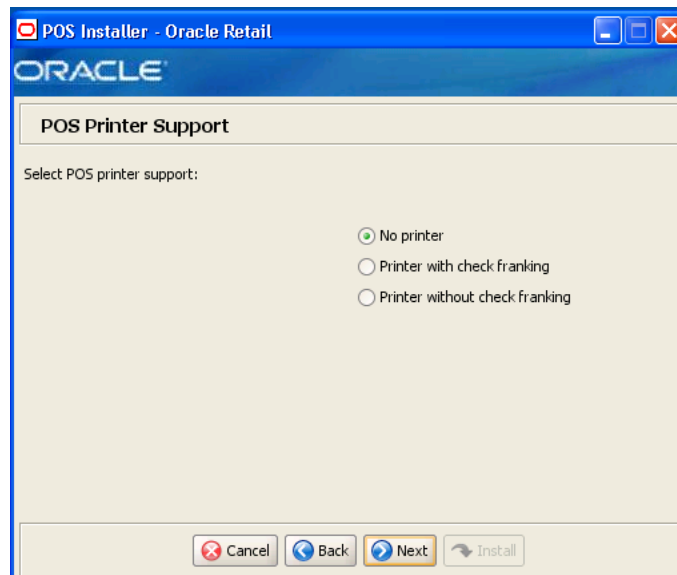 POS Installer - Oracle Retail
ORACLE
POS Printer Support
Select POS printer support:
No printer
Printer with check franking
Printer without check franking
Cancel
Back
Next
Install